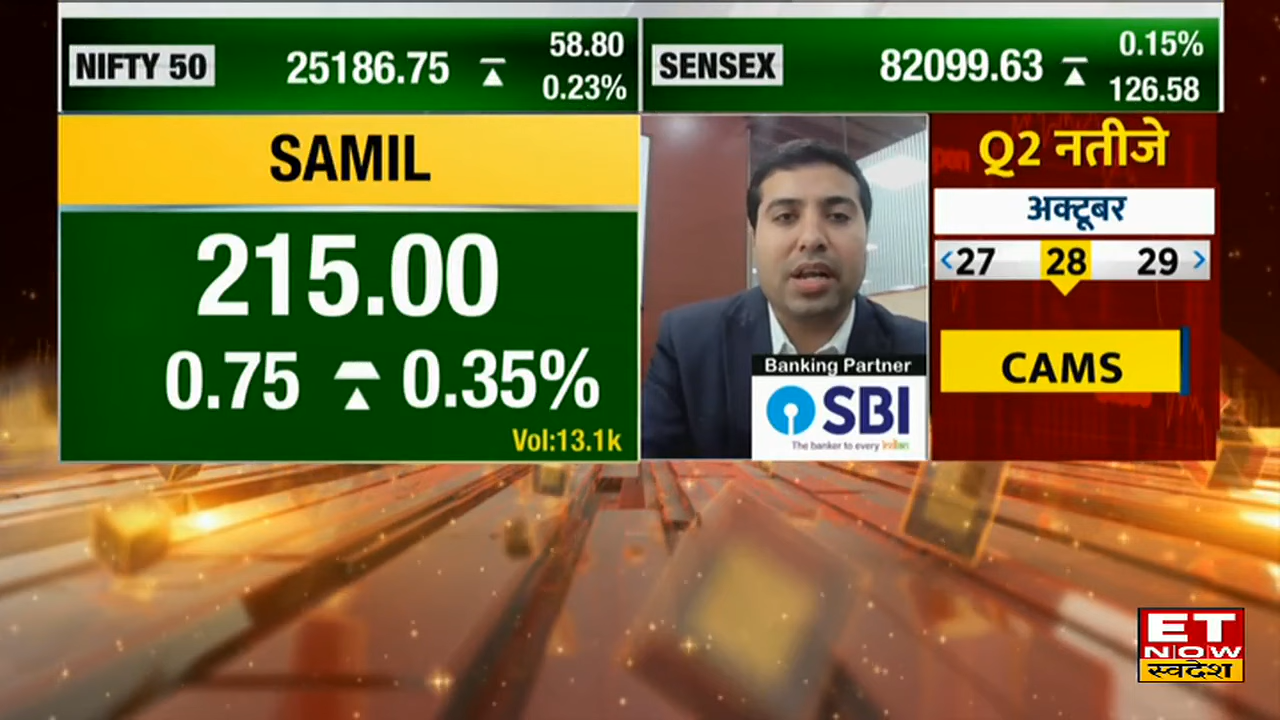 NIFTY 50
25186.75
58.80
0.23%
SENSEX
82099.63
0.15%
126.58
SAMIL
215.00
0.75
0.35%
Vol:13.1k
Banking Partner
SBI
The banker to every Indian
Q2 नतीजे
अक्टूबर
27 28 29
CAMS
ET
NOW
स्वदेश